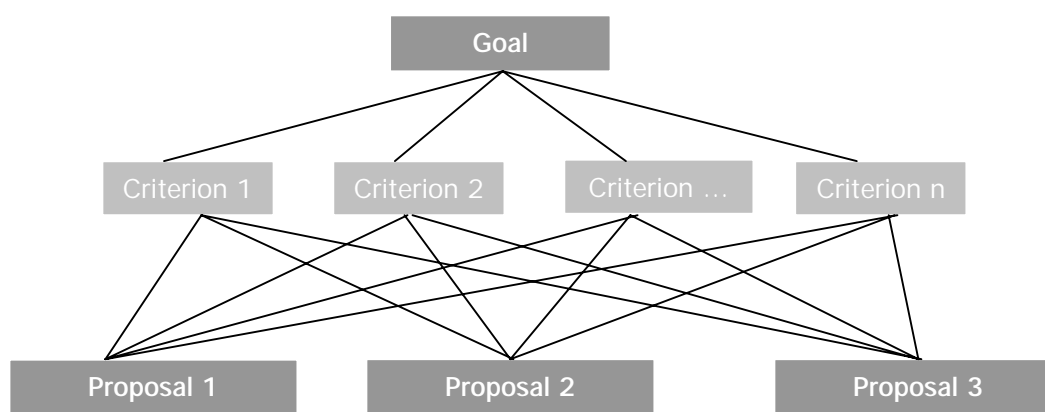 Goal
Criterion 1
Criterion 2
Criterion ...
Criterion n
Proposal 1
Proposal 2
Proposal 3